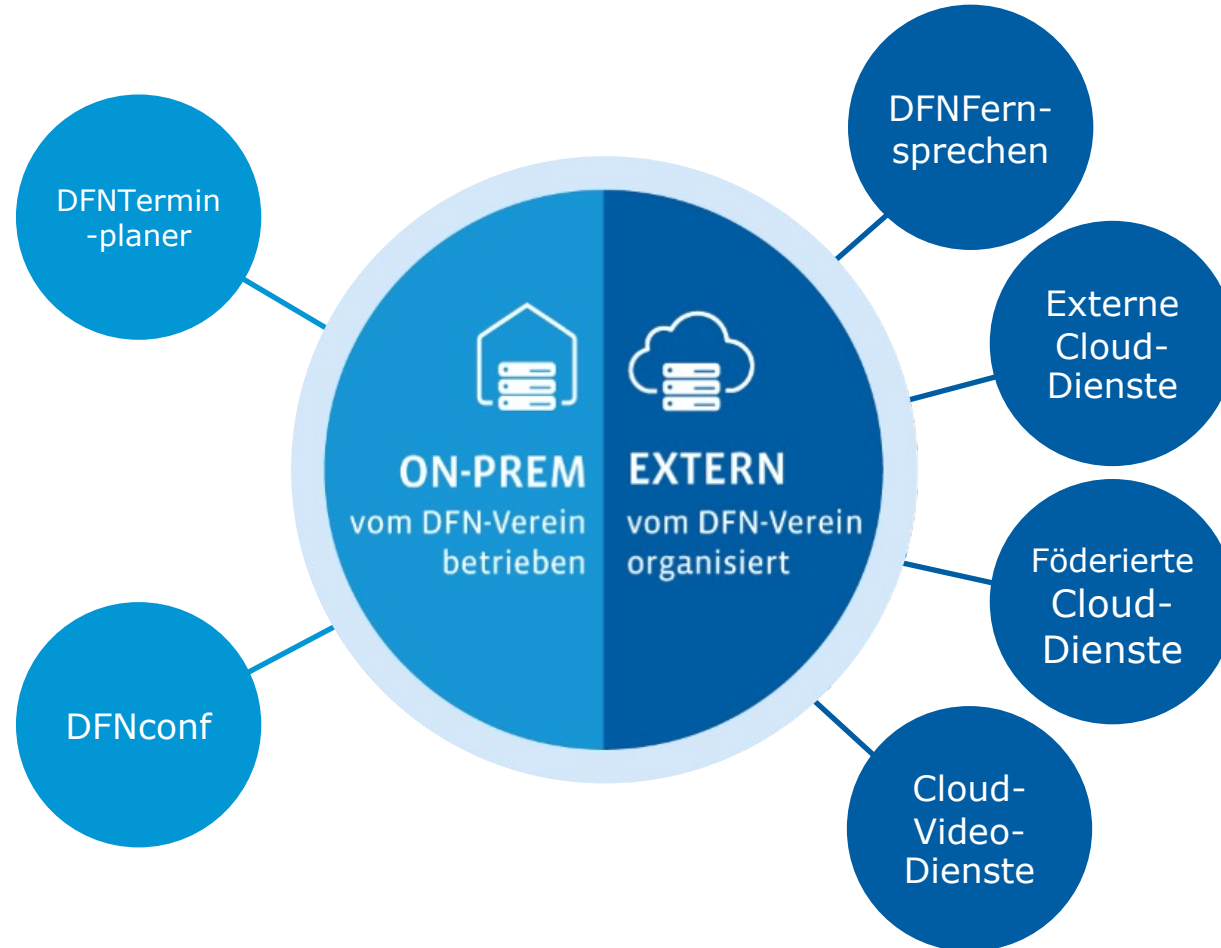 DFNTermin
-planer
DFNconf
ON-PREM
vom DFN-Verein
betrieben
EXTERN
vom DFN-Verein
organisiert
DFNFern-
sprechen
Externe
Cloud-
Dienste
Föderierte
Cloud-
Dienste
Cloud-
Video-
Dienste